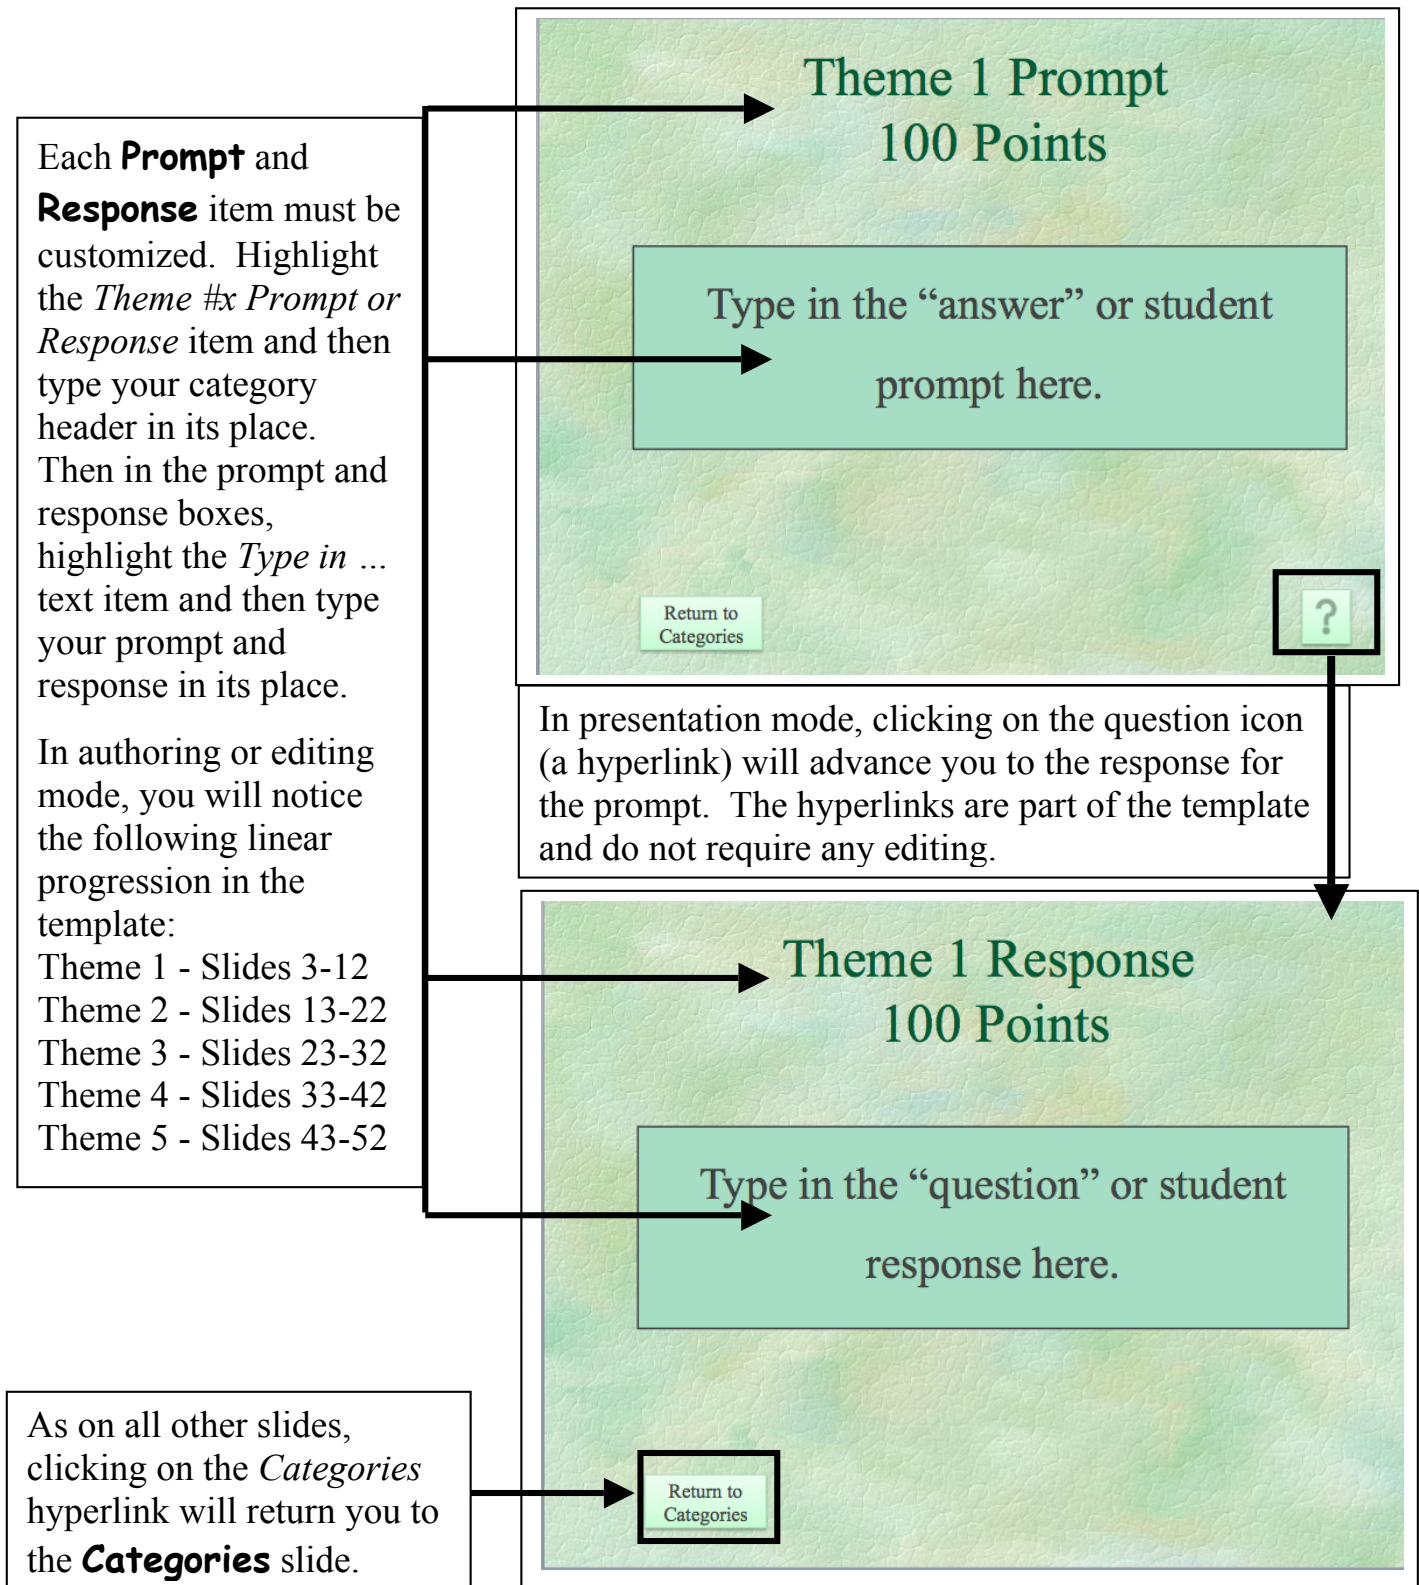 Each Prompt and
Response item must be
customized.  Highlight
the Theme #x Prompt or
Response item and then
type your category
header in its place.
Then in the prompt and
response boxes,
highlight the Type in ...
text item and then type
your prompt and
response in its place.
In authoring or editing
mode, you will notice
the following linear
progression in the
template:
Theme 1 - Slides 3-12
Theme 2 - Slides 13-22
Theme 3 - Slides 23-32
Theme 4 - Slides 33-42
Theme 5 - Slides 43-52
Theme 1 Prompt
100 Points
Type in the “answer” or student
prompt here.
Return to
Categories
?
In presentation mode, clicking on the question icon
(a hyperlink) will advance you to the response for
the prompt.  The hyperlinks are part of the template
and do not require any editing.
Theme 1 Response
100 Points
Type in the “question” or student
response here.
Return to
Categories
As on all other slides,
clicking on the Categories
hyperlink will return you to
the Categories slide.